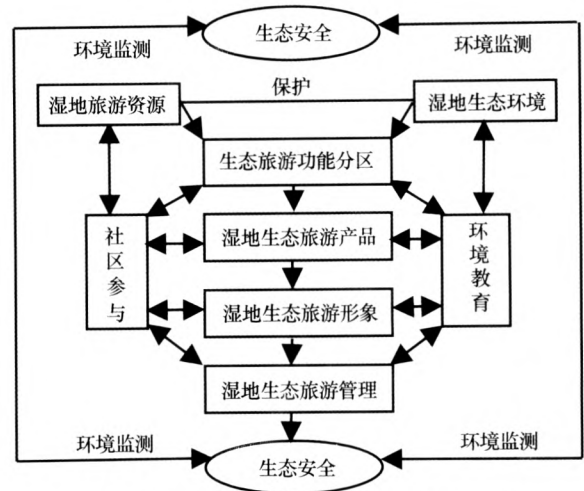 生态安全
环境监测
环境监测
保护
湿地旅游资源
湿地生态环境
生态旅游功能分区
社区参与
湿地生态旅游产品
环境教育
湿地生态旅游形象
湿地生态旅游管理
环境监测
环境监测
生态安全